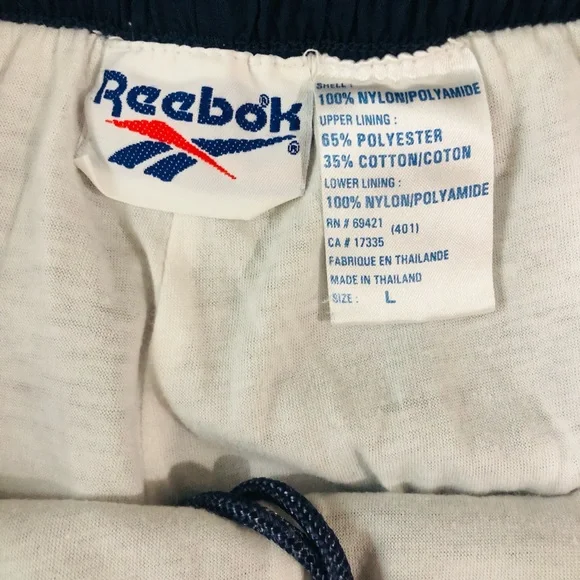 Reebok®
®
SHELL :
100% NYLON/POLYAMIDE
UPPER LINING :
65% POLYESTER
35% COTTON/COTON
LOWER LINING :
100% NYLON/POLYAMIDE
RN # 69421 (401)
CA # 17335
FABRIQUE EN THAILANDE
MADE IN THAILAND
SIZE : L